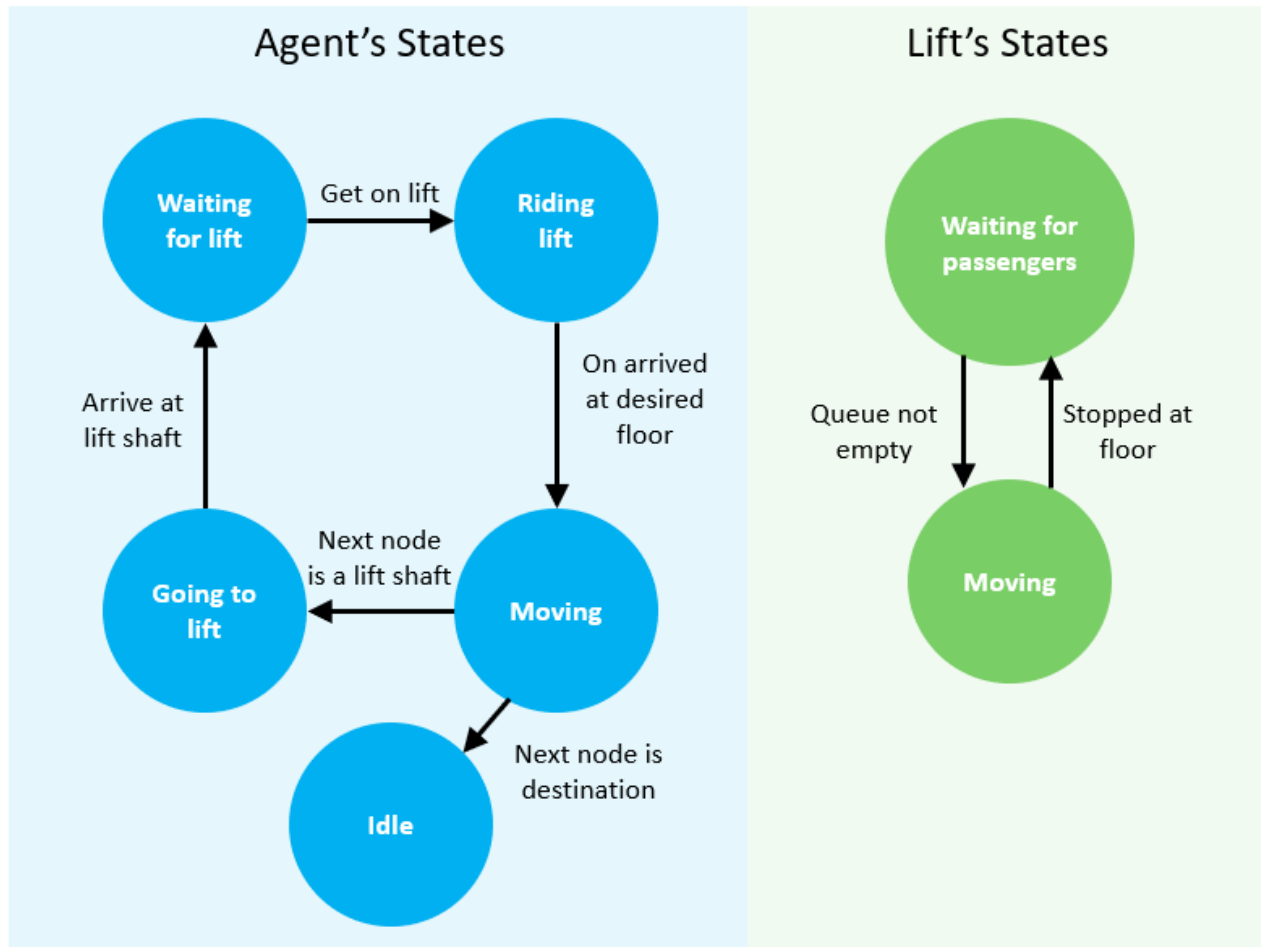 Agent’s States
Lift’s States
Waiting
for lift
Get on lift
Riding
lift
Arrive at
lift shaft
On arrived
at desired
floor
Going to
lift
Next node
is a lift shaft
Moving
Next node is
destination
Idle
Waiting for
passengers
Queue not
empty
Stopped at
floor
Moving